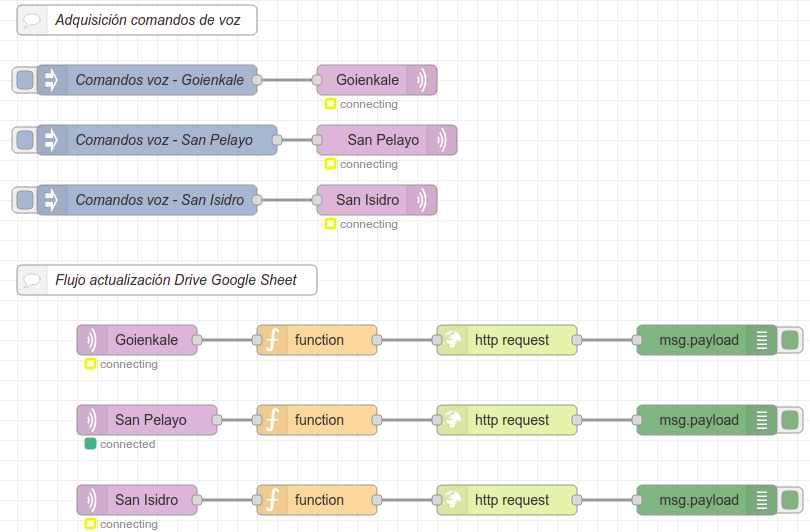 Adquisición comandos de voz
Comandos voz - Goienkale
Goienkale
connecting
Comandos voz - San Pelayo
San Pelayo
connecting
Comandos voz - San Isidro
San Isidro
connecting
Flujo actualización Drive Google Sheet
Goienkale
function
http request
msg.payload
connecting
San Pelayo
function
http request
msg.payload
connected
San Isidro
function
http request
msg.payload
connecting